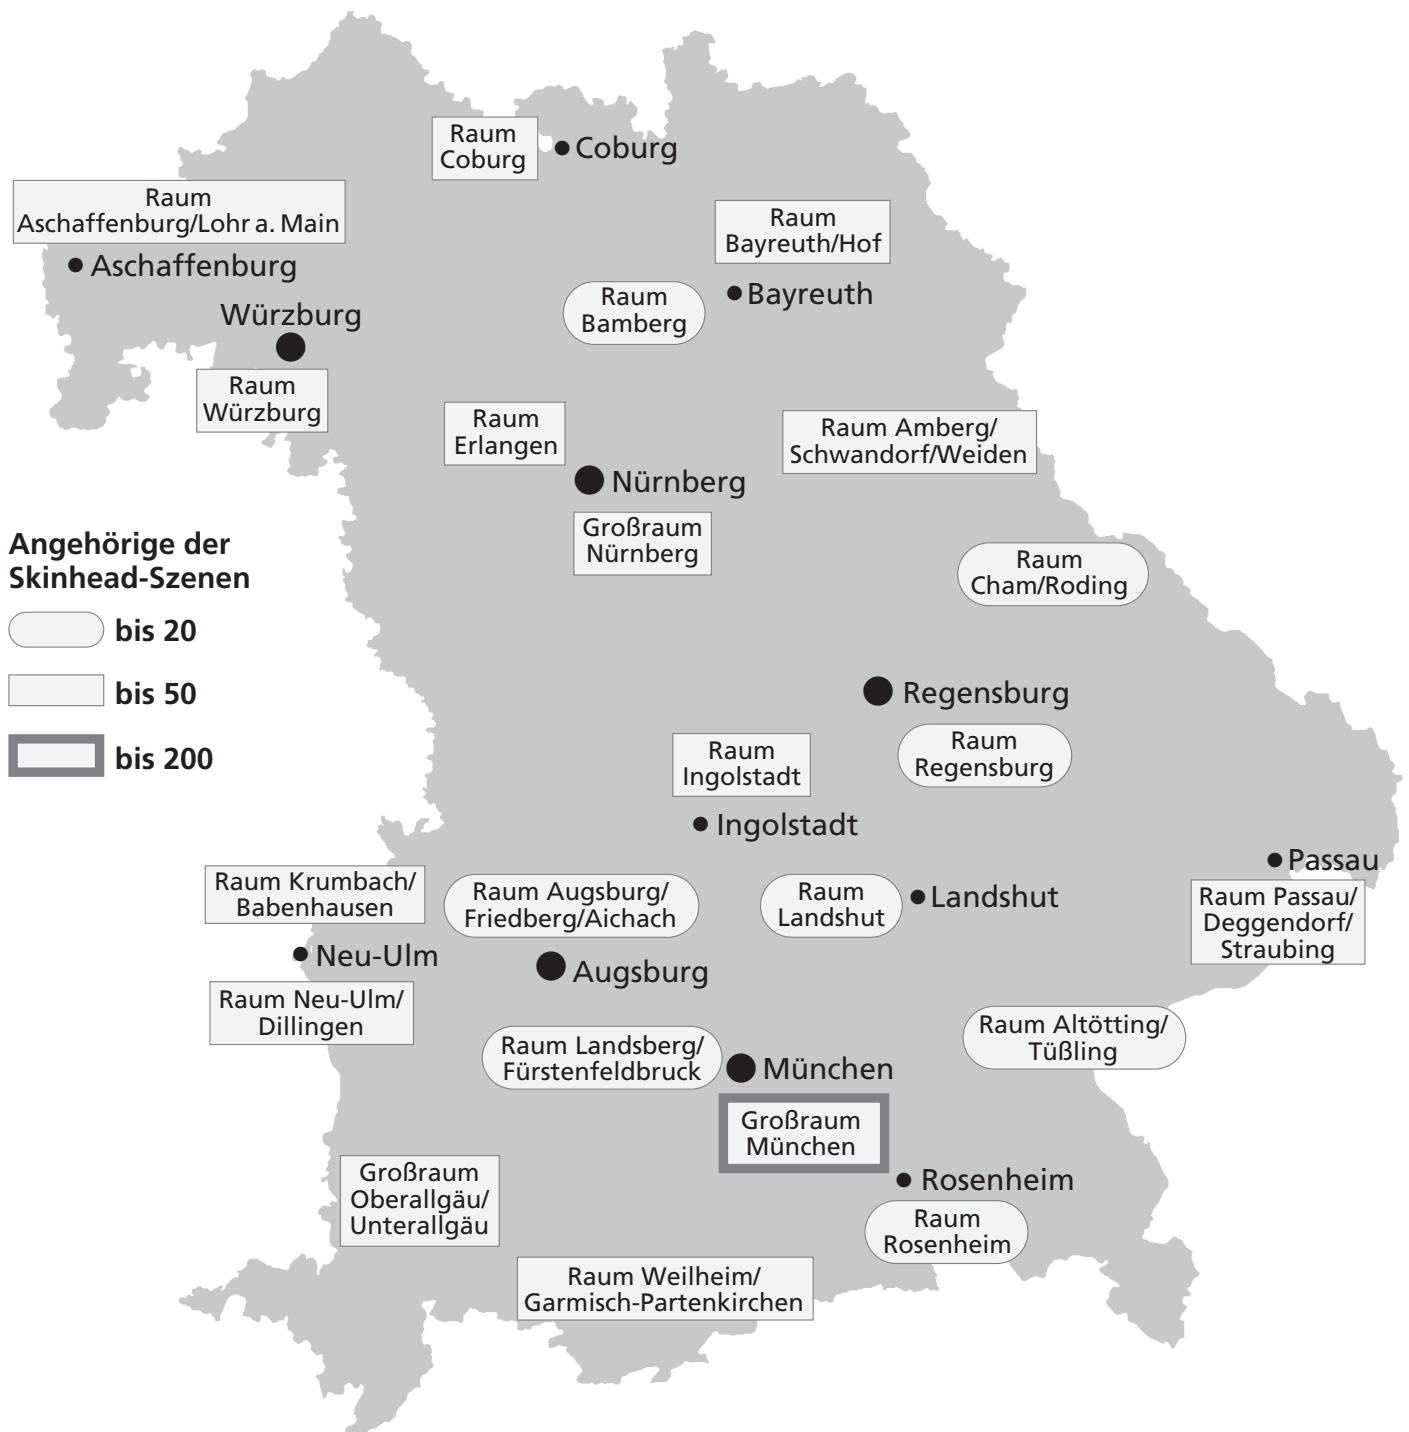 Raum
Coburg
Coburg
Raum
Aschaffenburg/Lohr a. Main
Aschaffenburg
Raum
Bayreuth/Hof
Bayreuth
Raum
Bamberg
Würzburg
Raum
Würzburg
Raum
Erlangen
Raum Amberg/
Schwandorf/Weiden
Nürnberg
Großraum
Nürnberg
Angehörige der
Skinhead-Szenen
bis 20
bis 50
bis 200
Raum
Cham/Roding
Regensburg
Raum
Regensburg
Raum
Ingolstadt
Ingolstadt
Passau
Raum Passau/
Deggendorf/
Straubing
Raum Krumbach/
Babenhausen
Raum Augsburg/
Friedberg/Aichach
Raum
Landshut
Landshut
Neu-Ulm
Augsburg
Raum Neu-Ulm/
Dillingen
Raum Altötting/
Tüßling
Raum Landsberg/
Fürstenfeldbruck
München
Großraum
München
Großraum
Oberallgäu/
Unterallgäu
Rosenheim
Raum
Rosenheim
Raum Weilheim/
Garmisch-Partenkirchen